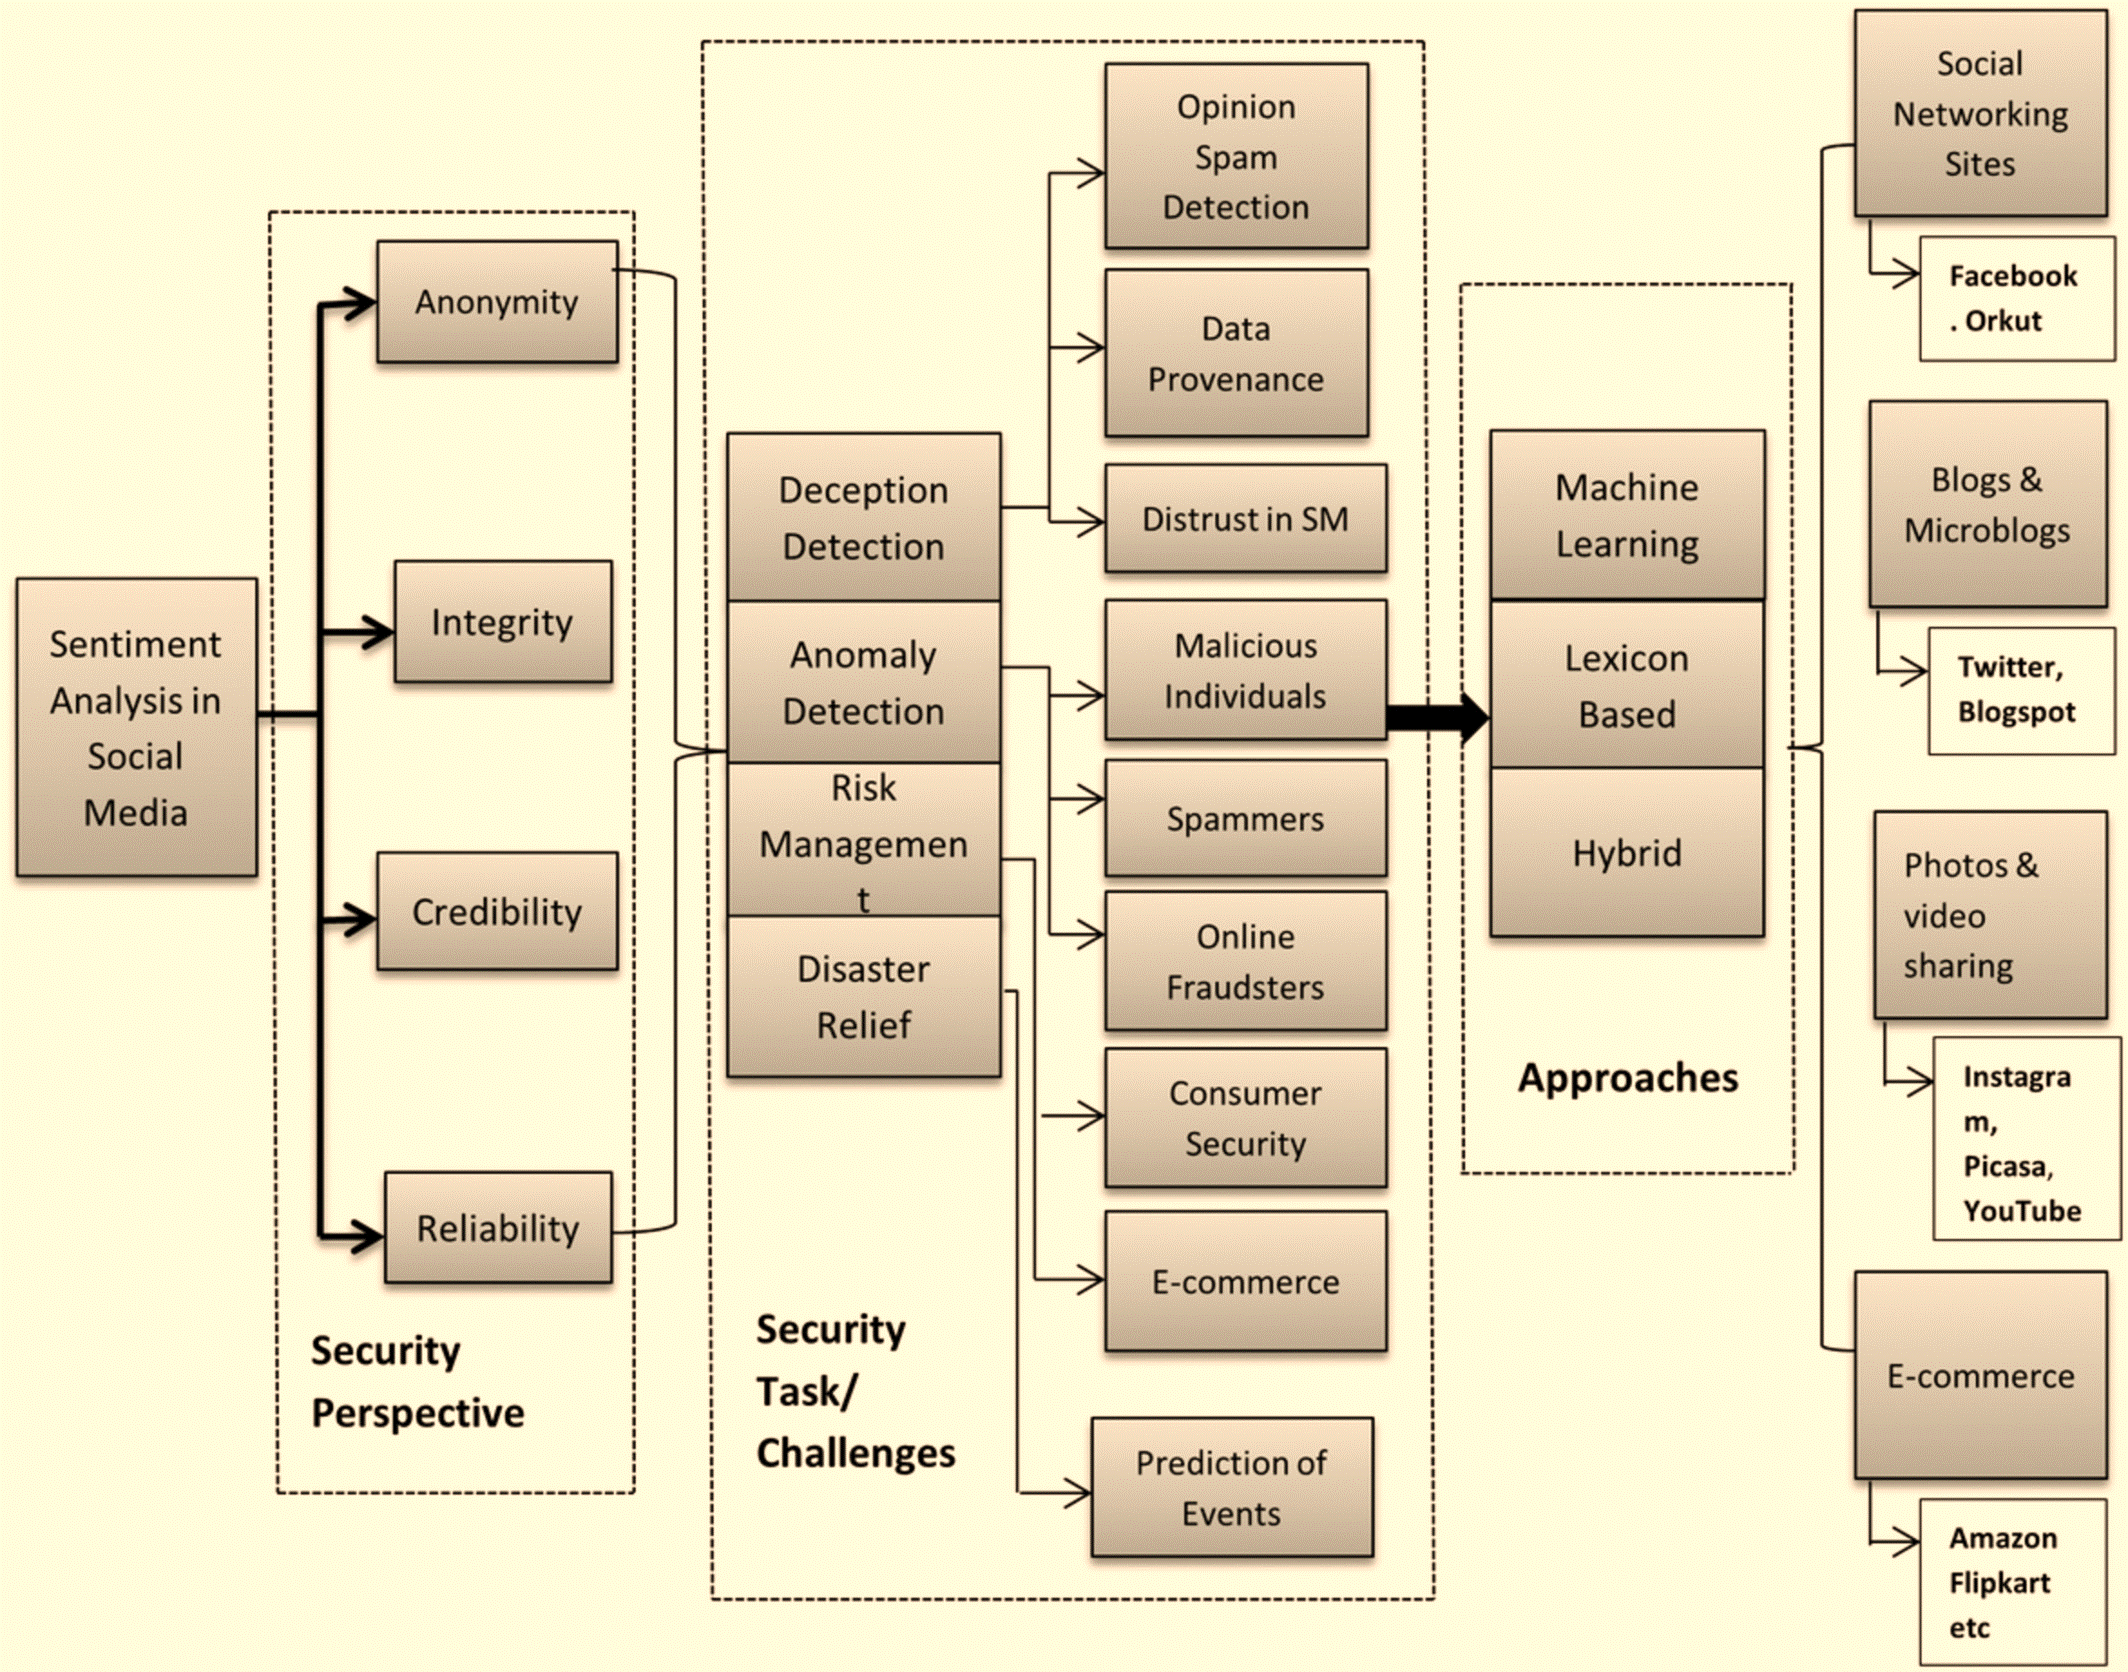 Sentiment
Analysis in
Social
Media
Anonymity
Integrity
Credibility
Reliability
Security
Perspective
Deception
Detection
Anomaly
Detection
Risk
Managemen
t
Disaster
Relief
Security
Task/
Challenges
Opinion
Spam
Detection
Data
Provenance
Distrust in SM
Malicious
Individuals
Spammers
Online
Fraudsters
Consumer
Security
E-commerce
Prediction of
Events
Machine
Learning
Lexicon
Based
Hybrid
Approaches
Social
Networking
Sites
Facebook
. Orkut
Blogs &
Microblogs
Twitter,
Blogspot
Photos &
video
sharing
Instagra
m,
Picasa,
YouTube
E-commerce
Amazon
Flipkart
etc